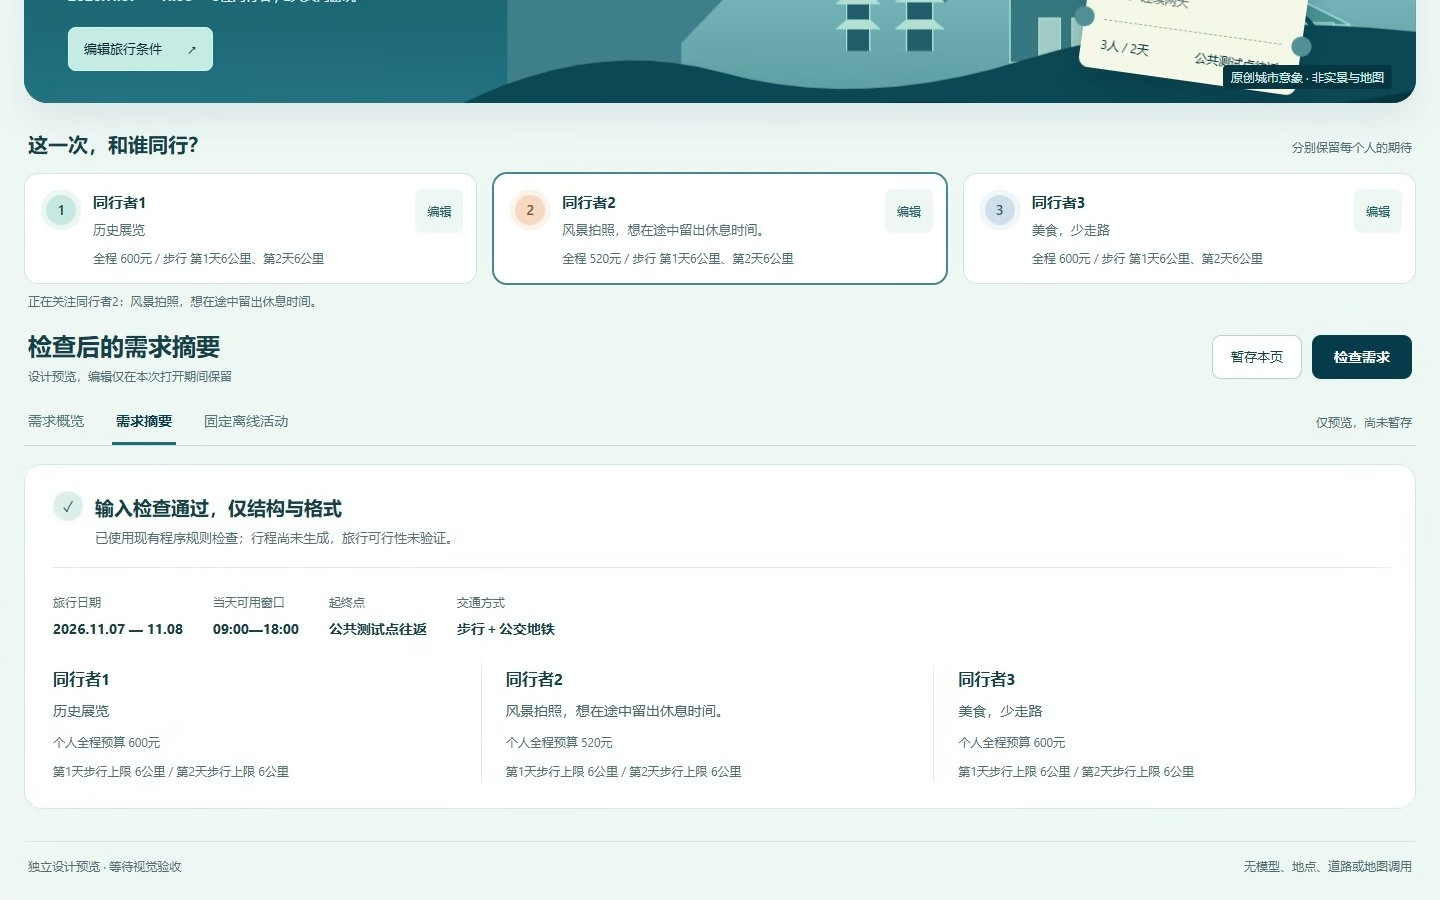 编辑旅行条件 ↗
3人 / 2天
原创城市意象 · 非实景与地图
这一次，和谁同行？
分别保留每个人的期待
1
同行者1
历史展览
全程 600元 / 步行 第1天6公里、第2天6公里
编辑
2
同行者2
风景拍照，想在途中留出休息时间。
全程 520元 / 步行 第1天6公里、第2天6公里
编辑
3
同行者3
美食，少走路
全程 600元 / 步行 第1天6公里、第2天6公里
编辑
正在关注同行者2：风景拍照，想在途中留出休息时间。
检查后的需求摘要
设计预览，编辑仅在本次打开期间保留
暂存本页
检查需求
需求概览
需求摘要
固定离线活动
仅预览，尚未暂存
✓
输入检查通过，仅结构与格式
已使用现有程序规则检查；行程尚未生成，旅行可行性未验证。
旅行日期
2026.11.07 — 11.08
当天可用窗口
09:00—18:00
起终点
公共测试点往返
交通方式
步行 + 公交地铁
同行者1
历史展览
个人全程预算 600元
第1天步行上限 6公里 / 第2天步行上限 6公里
同行者2
风景拍照，想在途中留出休息时间。
个人全程预算 520元
第1天步行上限 6公里 / 第2天步行上限 6公里
同行者3
美食，少走路
个人全程预算 600元
第1天步行上限 6公里 / 第2天步行上限 6公里
独立设计预览 · 等待视觉验收
无模型、地点、道路或地图调用